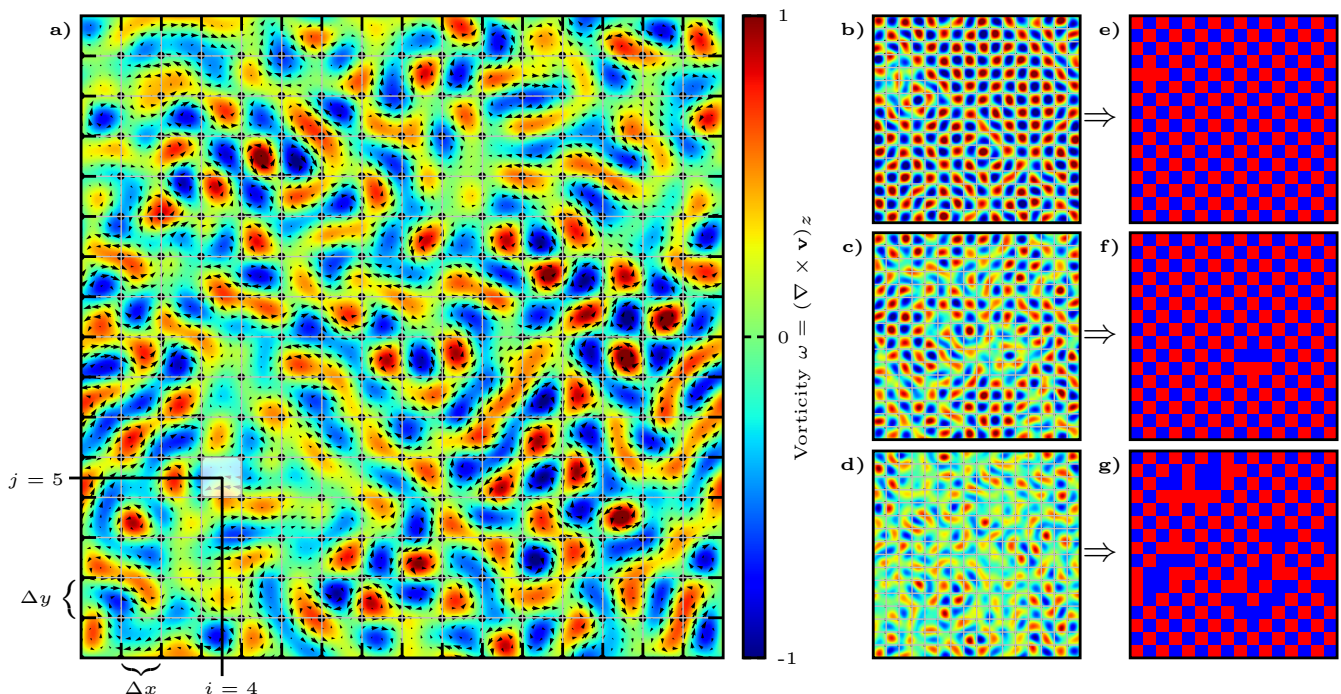 a)
j = 5
Δy
Δx
i = 4
1
0
-1
Vorticity ω = (∇ × v)z
b)
c)
d)
⇒
⇒
⇒
e)
f)
g)